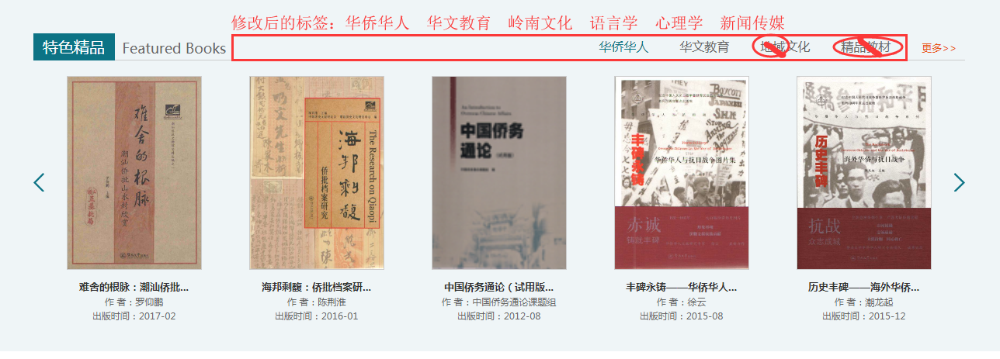 修改后的标签：华侨华人 华文教育 岭南文化 语言学 心理学 新闻传媒
特色精品 Featured Books 华侨华人 华文教育 地域文化 精品教材 更多>>
难舍的根脉
潮汕侨批山水封欣赏
海邦剩馥
侨批档案研究
The Research on Qiaopi
An Introduction to
Overseas Chinese Affairs
中国侨务
通论
丰碑永铸
华侨华人与抗日战争图片集
赤诚
铸就丰碑
历史丰碑
海外华侨与抗日战争
抗战
众志成城
难舍的根脉：潮汕侨批...
作 者：罗仰鹏
出版时间：2017-02
海邦剩馥：侨批档案研...
作 者：陈荆淮
出版时间：2016-01
中国侨务通论（试用版...
作 者：中国侨务通论课题组
出版时间：2012-08
丰碑永铸——华侨华人...
作 者：徐云
出版时间：2015-08
历史丰碑——海外华侨...
作 者：潮龙起
出版时间：2015-12